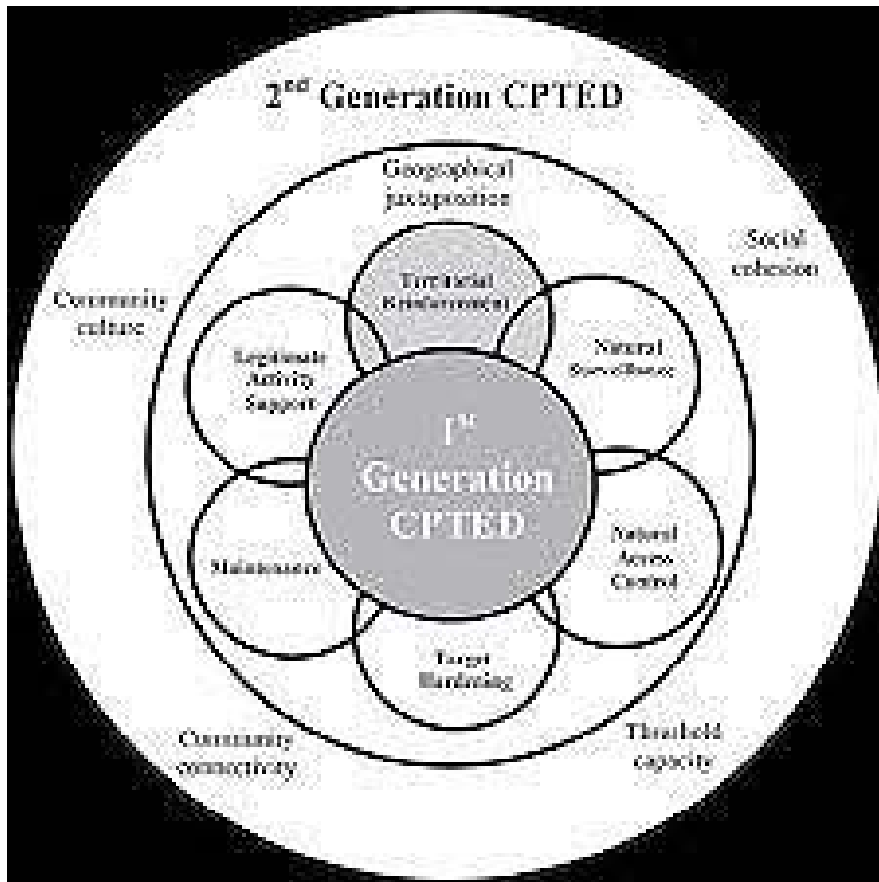 2nd Generation CPTED
Geographical
juxtaposition
Social
cohesion
Community
culture
Territorial
Reinforcement
Natural
Surveillance
Legitimate
Activity
Support
1st
Generation
CPTED
Natural
Access
Control
Maintenance
Target
Hardening
Community
connectivity
Threshold
capacity